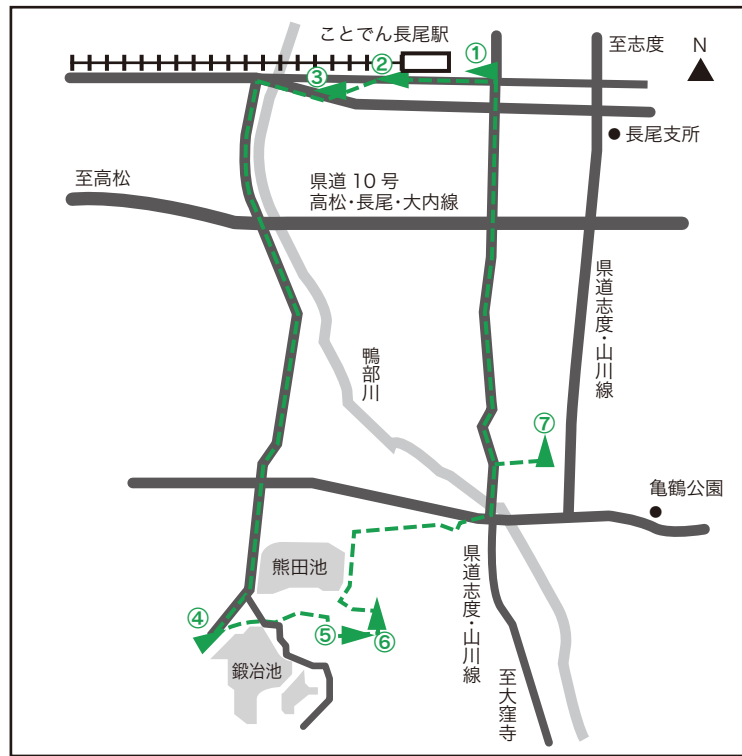 ことでん長尾駅
①
至志度
N
②
③
長尾支所
至高松
県道10号
高松・長尾・大内線
県道志度・山川線
鴨部川
⑦
亀鶴公園
熊田池
県道志度・山川線
④
⑤
⑥
鍛冶池
至大窪寺